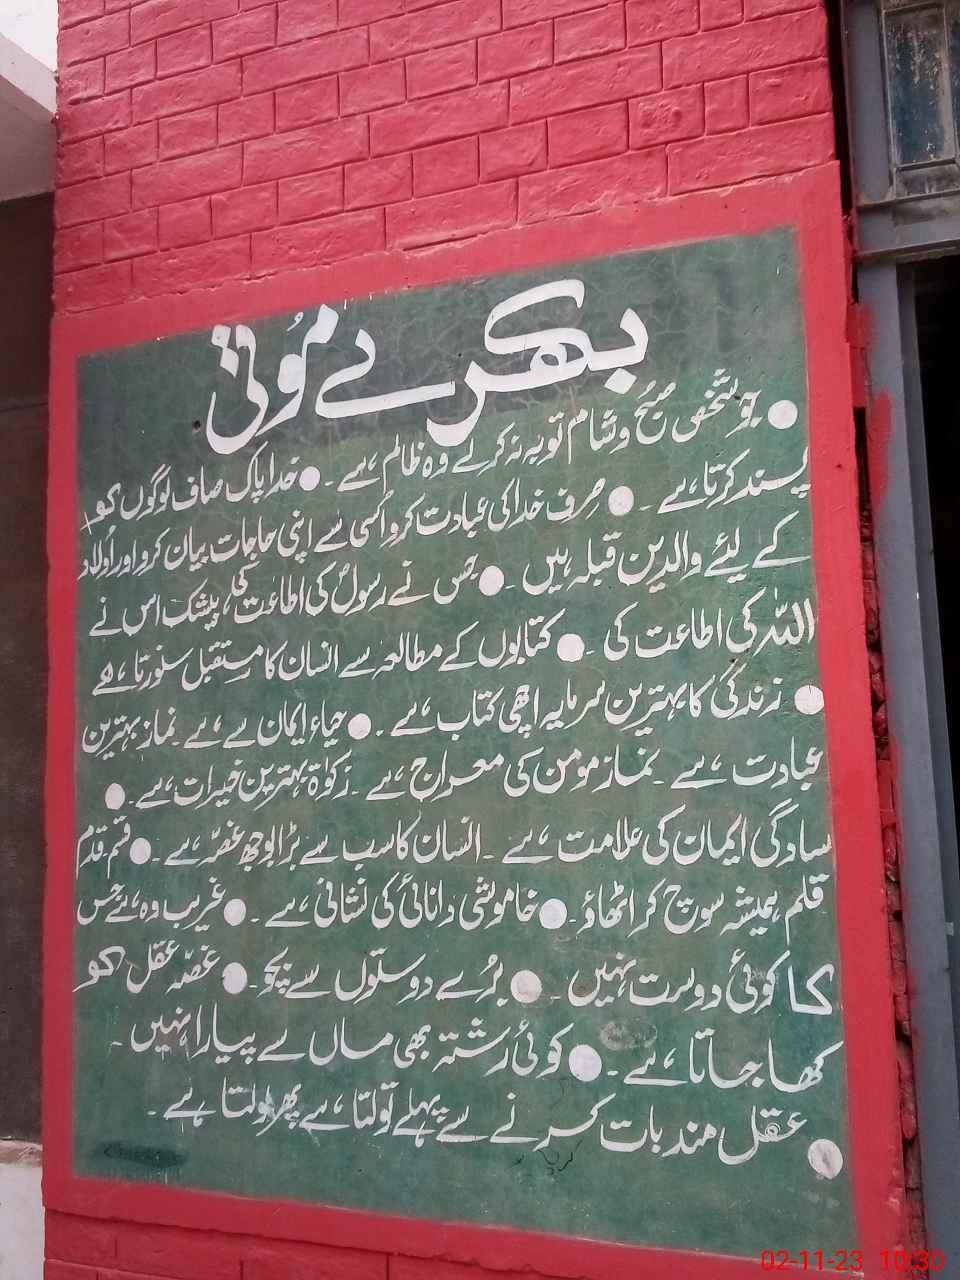 بکھرے موتی
● جو شخص صبح و شام توبہ نہ کرے وہ ظالم ہے ۔ ● خدا پاک صاف لوگوں کو
پسند کرتا ہے ۔ ● صرف خدا کی عبادت کرو اُسی سے اپنی حاجات بیان کرو اور اُولاد
کے لیئے والدین قبلہ ہیں ۔ ● جس نے رسولؐ کی اطاعت کی، بیشک اس نے
اللہ کی اطاعت کی ۔ ● کتابوں کے مطالعہ سے انسان کا مستقبل سنورتا ہے
● زندگی کا بہترین سرمایہ اچھی کتاب ہے ۔ ● حیاء ایمان سے ہے ۔ نماز بہترین
عبادت ہے ۔ نماز مومن کی معراج ہے ۔ زکوٰۃ بہترین خیرات ہے ۔ ●
سادگی ایمان کی علامت ہے ۔ انسان کا سب سے بڑا بوجھ غصّہ ہے ۔ ● قسم قدم
قلم ہمیشہ سوچ کر اٹھاؤ ۔ ● خاموشی دانائی کی نشانی ہے ۔ ● غریب وہ ہے جس
کا کوئی دوست نہیں ۔ ● بُرے دوستوں سے بچو ۔ ● غصّہ عقل کو
کھا جاتا ہے ۔ ● کوئی رشتہ بھی ماں سے پیارا نہیں ۔
● عقل مند بات کرنے سے پہلے تولتا ہے پھر بولتا ہے ۔
02-11-23 10:30